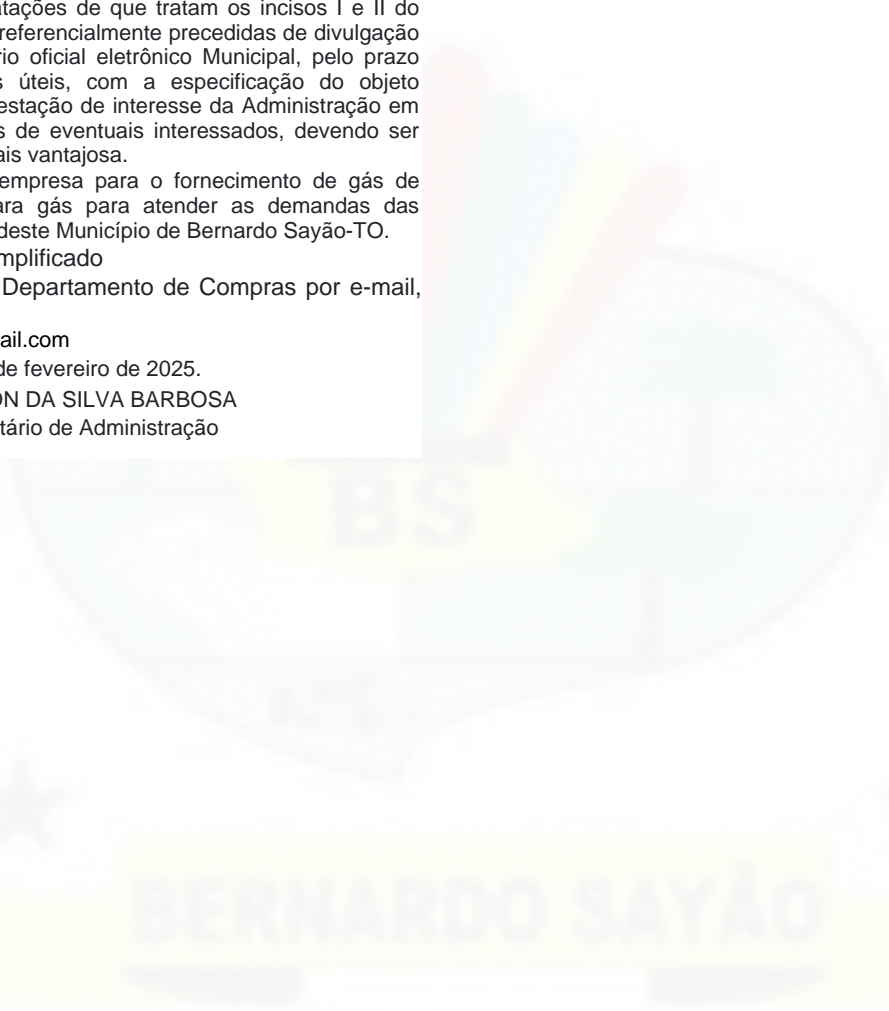 tações de que tratam os incisos I e II do
referencialmente precedidas de divulgação
rio oficial eletrônico Municipal, pelo prazo
s úteis, com a especificação do objeto
estação de interesse da Administração em
s de eventuais interessados, devendo ser
ais vantajosa.
empresa para o fornecimento de gás de
ara gás para atender as demandas das
deste Município de Bernardo Sayão-TO.
mplificado
Departamento de Compras por e-mail,
ail.com
de fevereiro de 2025.
ON DA SILVA BARBOSA
tário de Administração
BS
BERNARDO SAYÃO